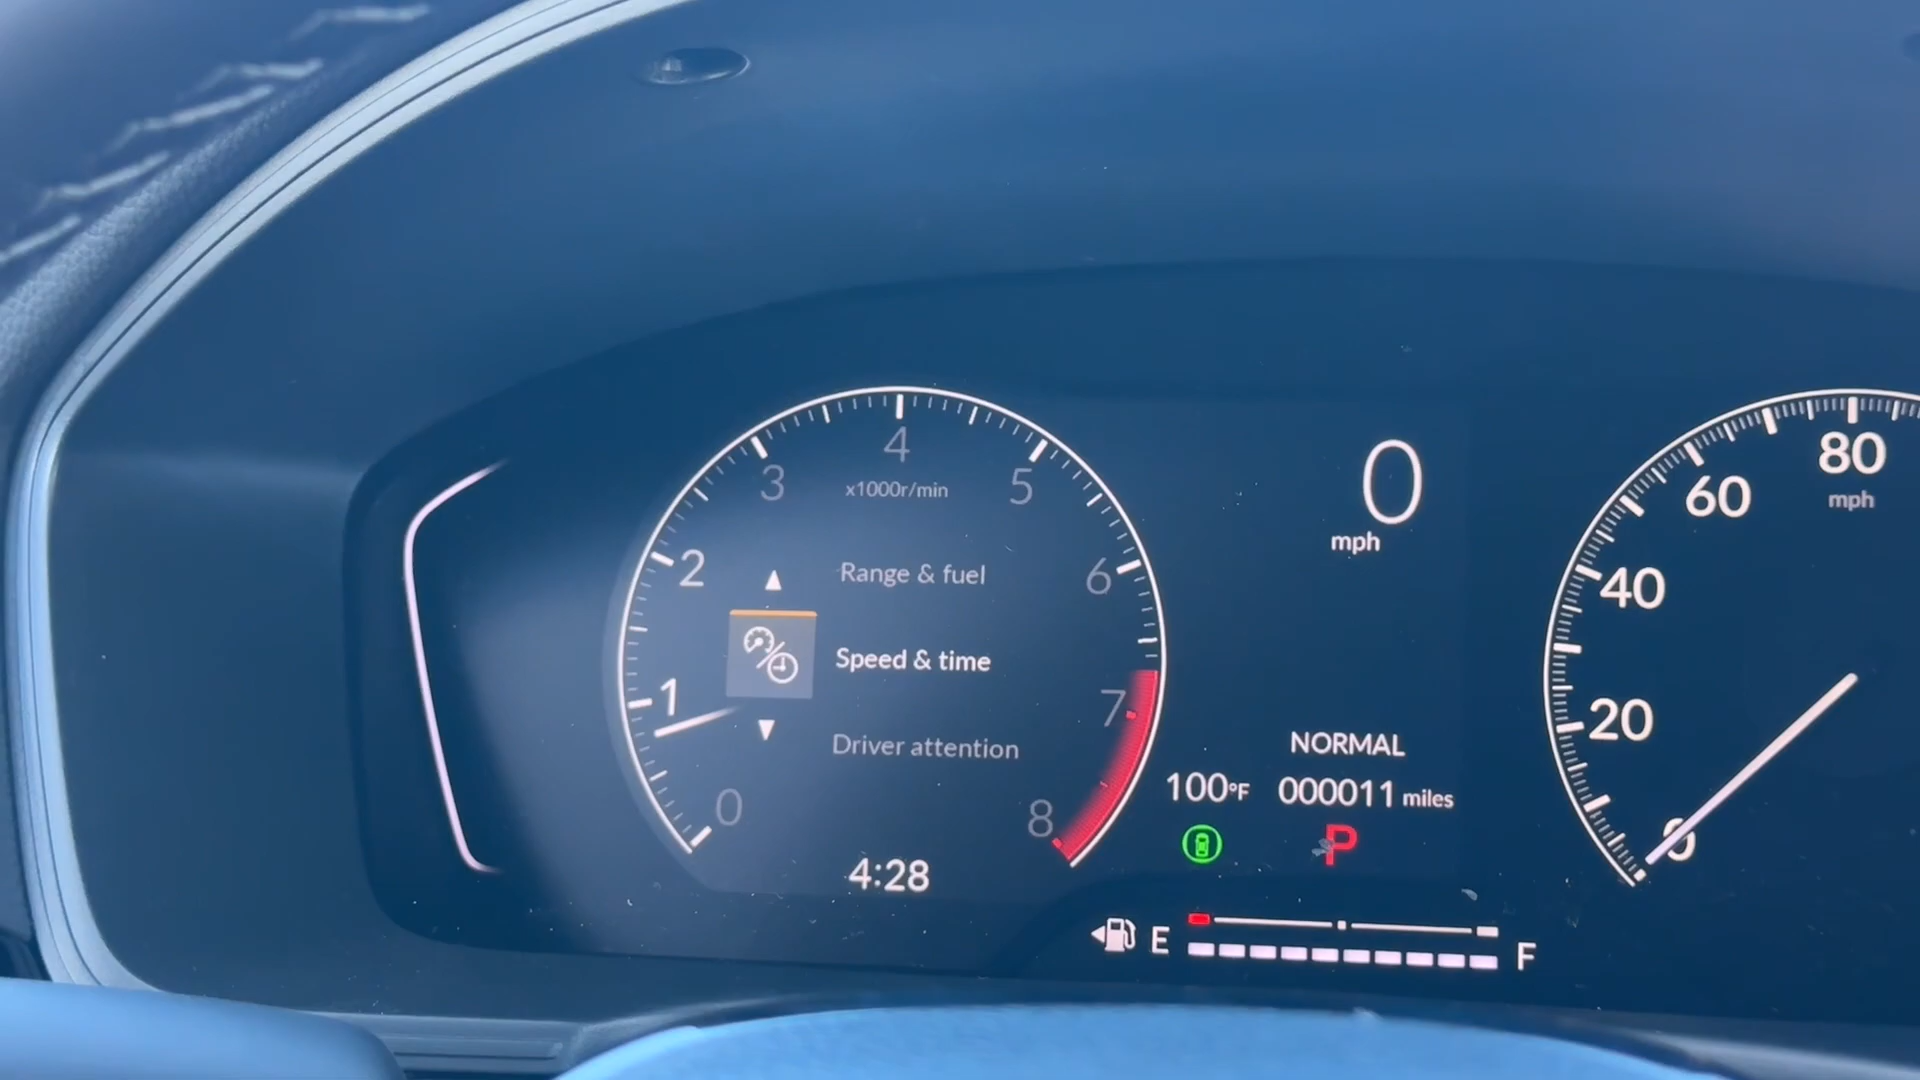 4
3
5
x1000r/min
2
6
Range & fuel
Speed & time
1
7
Driver attention
0
8
4:28
0
mph
NORMAL
100°F
000011 miles
P
E
F
80
mph
60
40
20
0